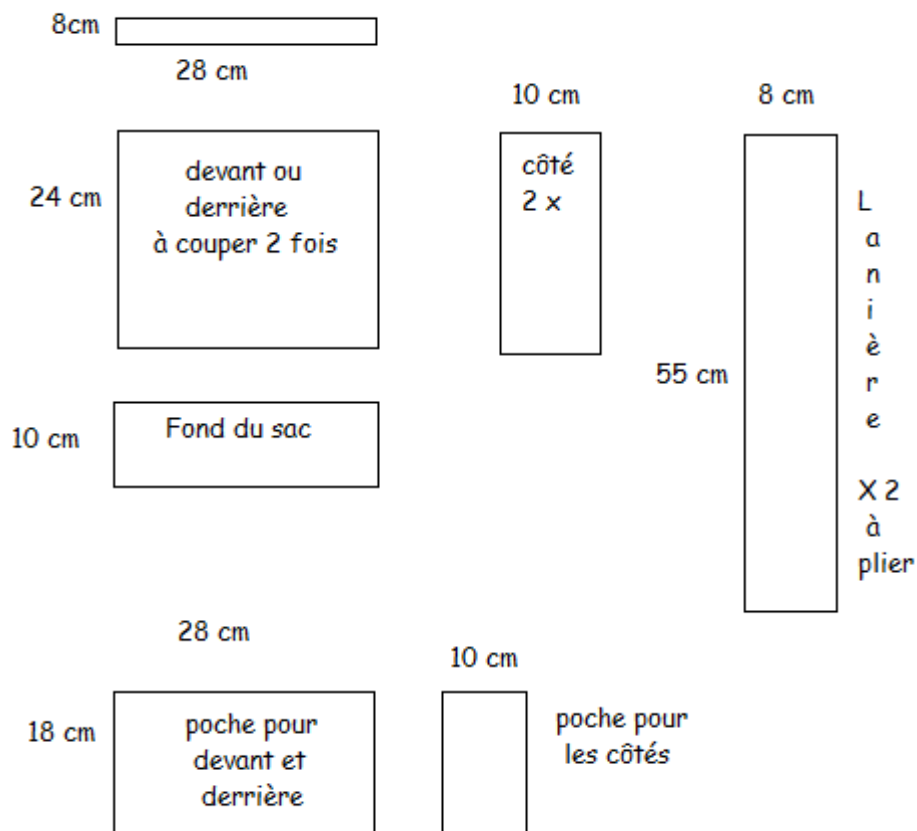 8cm
28 cm
10 cm
8 cm
24 cm
devant ou
derrière
à couper 2 fois
côté
2 x
L
a
n
i
è
r
e
X 2
à
plier
55 cm
10 cm
Fond du sac
28 cm
10 cm
18 cm
poche pour
devant et
derrière
poche pour
les côtés